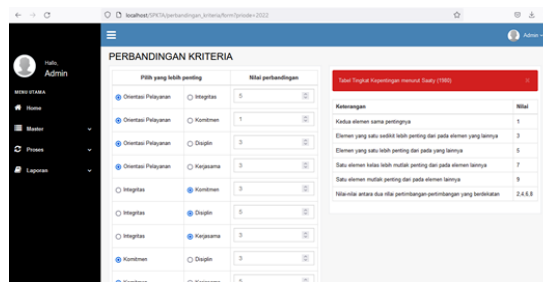 localhost/SPKTA/perbandingan_kriteria/form?periode=2022
Admin
Hallo,
Admin
MENU UTAMA
Home
Master
Proses
Laporan
PERBANDINGAN KRITERIA
Pilih yang lebih penting Nilai perbandingan
Orientasi Pelayanan Integritas 5
Orientasi Pelayanan Komitmen 1
Orientasi Pelayanan Disiplin 3
Orientasi Pelayanan Kerjasama 3
Integritas Komitmen 3
Integritas Disiplin 5
Integritas Kerjasama 3
Komitmen Disiplin 3
Tabel Tingkat Kepentingan menurut Saaty (1980) ×
Keterangan Nilai
Kedua elemen sama pentingnya 1
Elemen yang satu sedikit lebih penting dari pada elemen yang lainnya 3
Elemen yang satu lebih penting dari pada yang lainnya 5
Satu elemen kelas lebih mutlak penting dari pada elemen lainnya 7
Satu elemen mutlak penting dari pada elemen lainnya 9
Nilai-nilai antara dua nilai pertimbangan-pertimbangan yang berdekatan 2,4,6,8